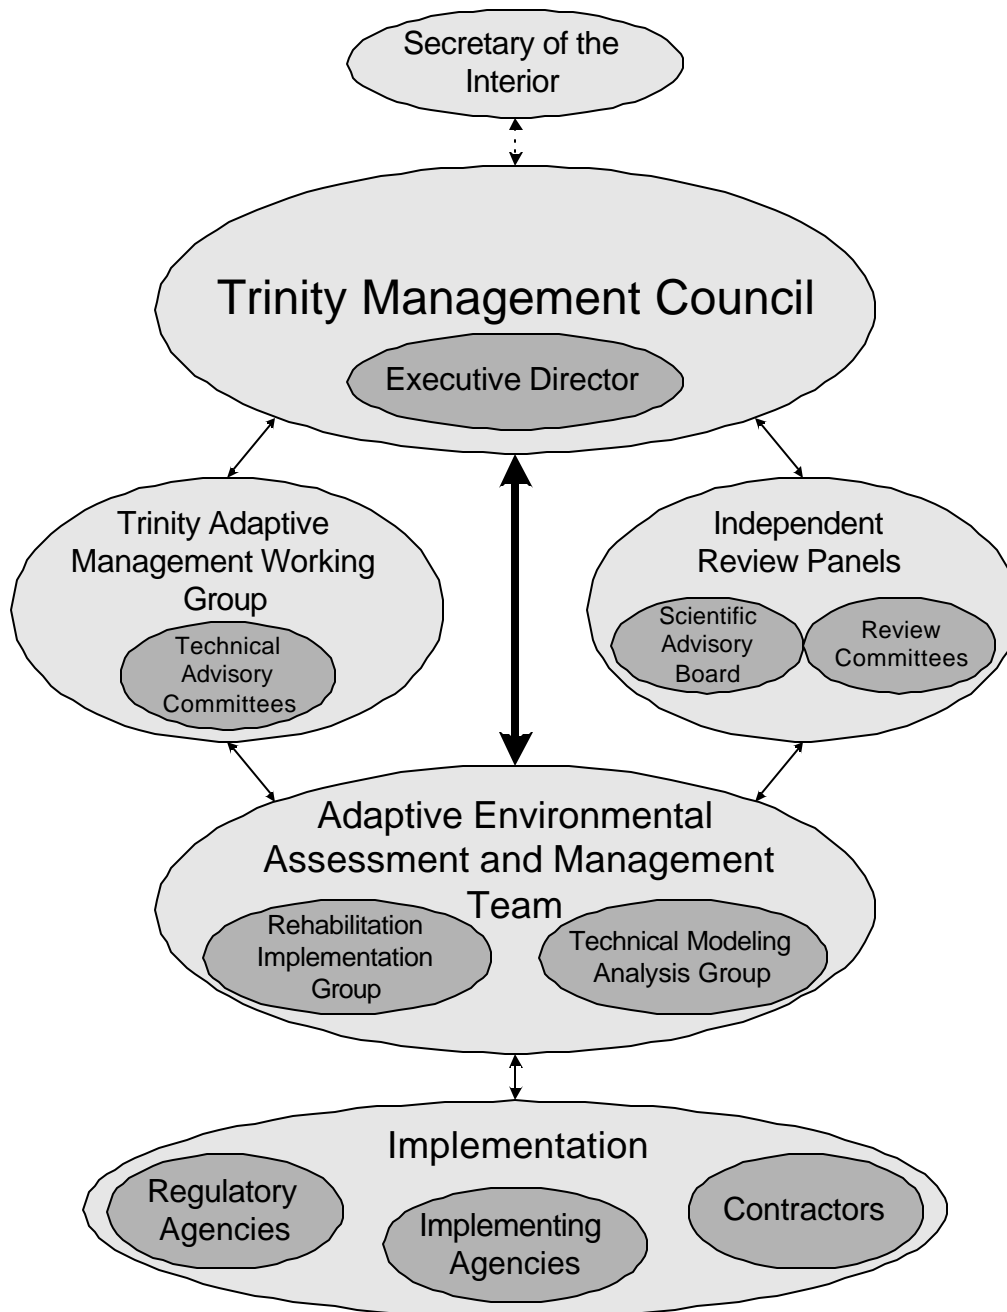 Secretary of the
Interior
Trinity Management Council
Executive Director
Trinity Adaptive
Management Working
Group
Technical
Advisory
Committees
Independent
Review Panels
Scientific
Advisory
Board
Review
Committees
Adaptive Environmental
Assessment and Management
Team
Rehabilitation
Implementation
Group
Technical Modeling
Analysis Group
Implementation
Regulatory
Agencies
Implementing
Agencies
Contractors